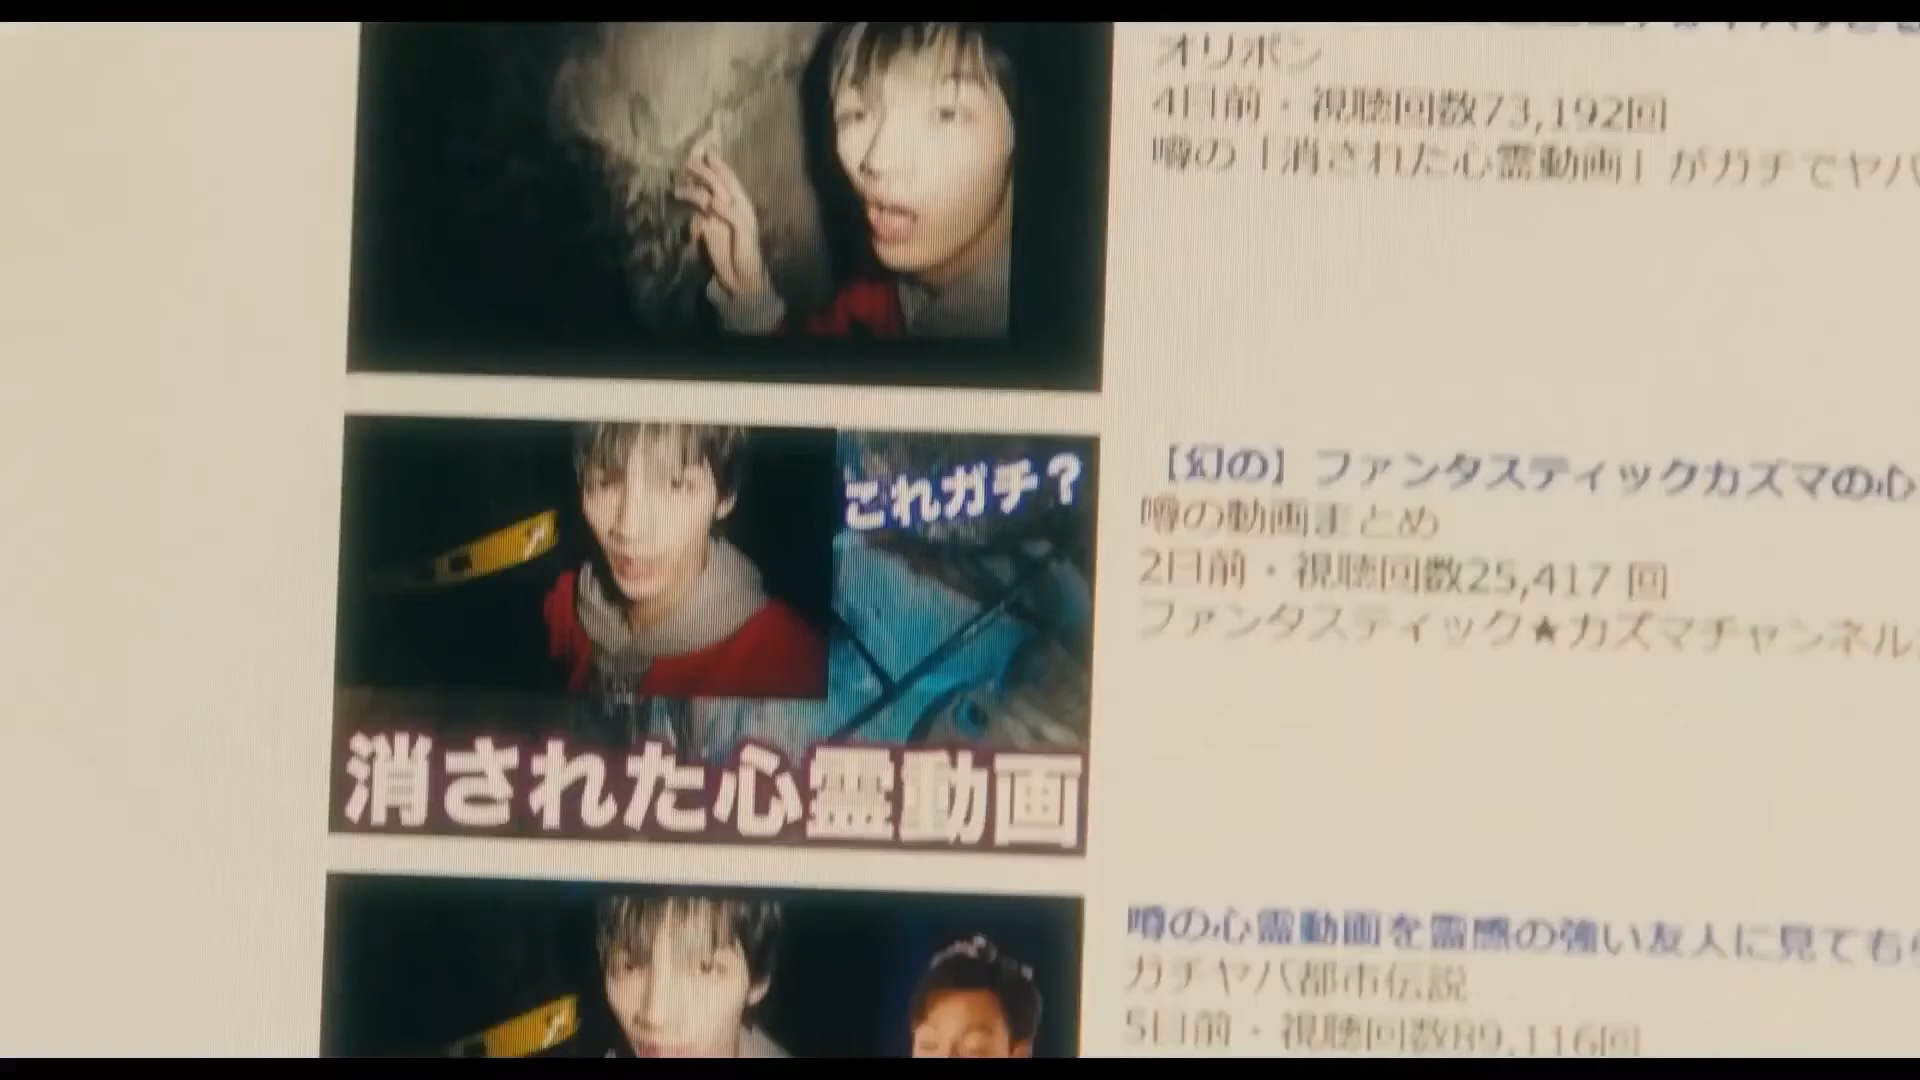 オリポン
4日前・視聴回数73,192回
噂の「消された心霊動画」がガチでヤバ
これガチ？
消された心霊動画
【幻の】ファンタスティックカズマの心
噂の動画まとめ
2日前・視聴回数25,417 回
ファンタスティック★カズマチャンネル
噂の心霊動画を霊感の強い友人に見てもら
ガチヤバ都市伝説
5日前・視聴回数89,116回